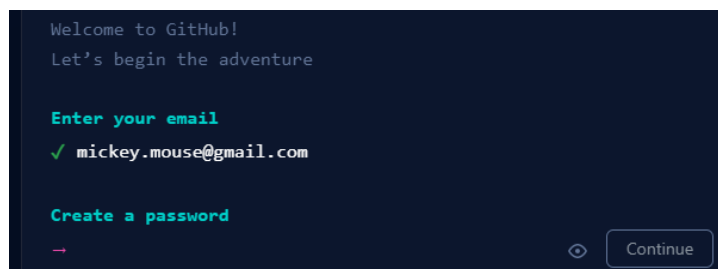 Welcome to GitHub!
Let’s begin the adventure
Enter your email
✓ mickey.mouse@gmail.com
Create a password
→
Continue